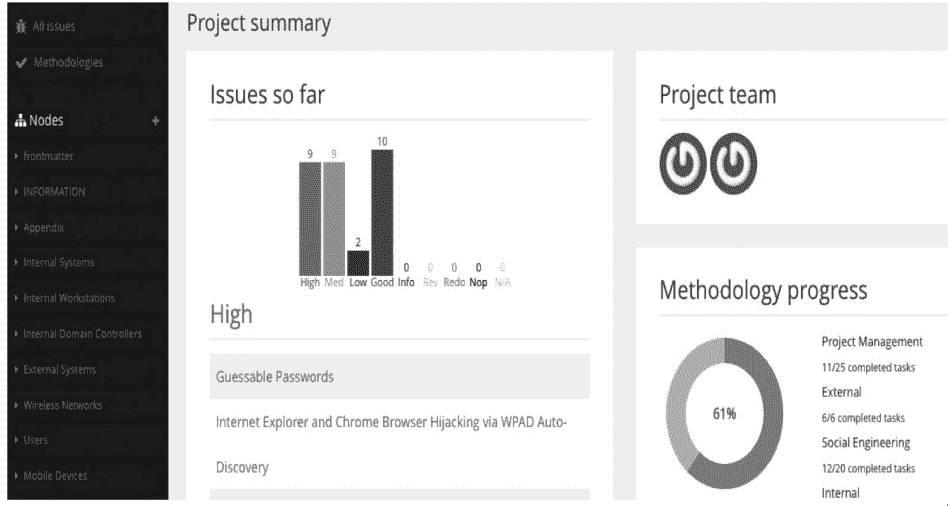 All issues
Methodologies
Nodes
+
frontmatter
INFORMATION
Appendix
Internal Systems
Internal Workstations
Internal Domain Controllers
External Systems
Wireless Networks
Users
Mobile Devices
Project summary
Issues so far
9 9 2 10 0 0 0 0 0
High Med Low Good Info Rev Redo Nop N/A
High
Guessable Passwords
Internet Explorer and Chrome Browser Hijacking via WPAD Auto-
Discovery
Project team
Methodology progress
61%
Project Management
11/25 completed tasks
External
6/6 completed tasks
Social Engineering
12/20 completed tasks
Internal